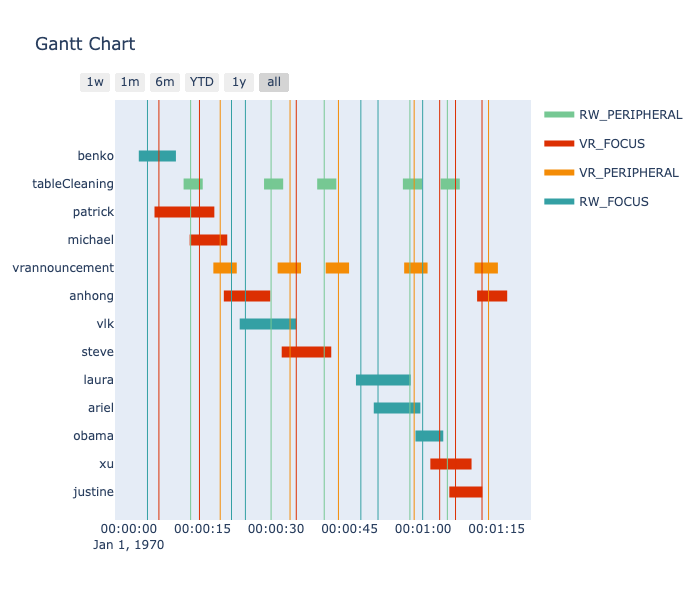 Gantt Chart
1w 1m 6m YTD 1y all
RW_PERIPHERAL
VR_FOCUS
VR_PERIPHERAL
RW_FOCUS
benko
tableCleaning
patrick
michael
vrannouncement
anhong
vlk
steve
laura
ariel
obama
xu
justine
00:00:00 00:00:15 00:00:30 00:00:45 00:01:00 00:01:15
Jan 1, 1970